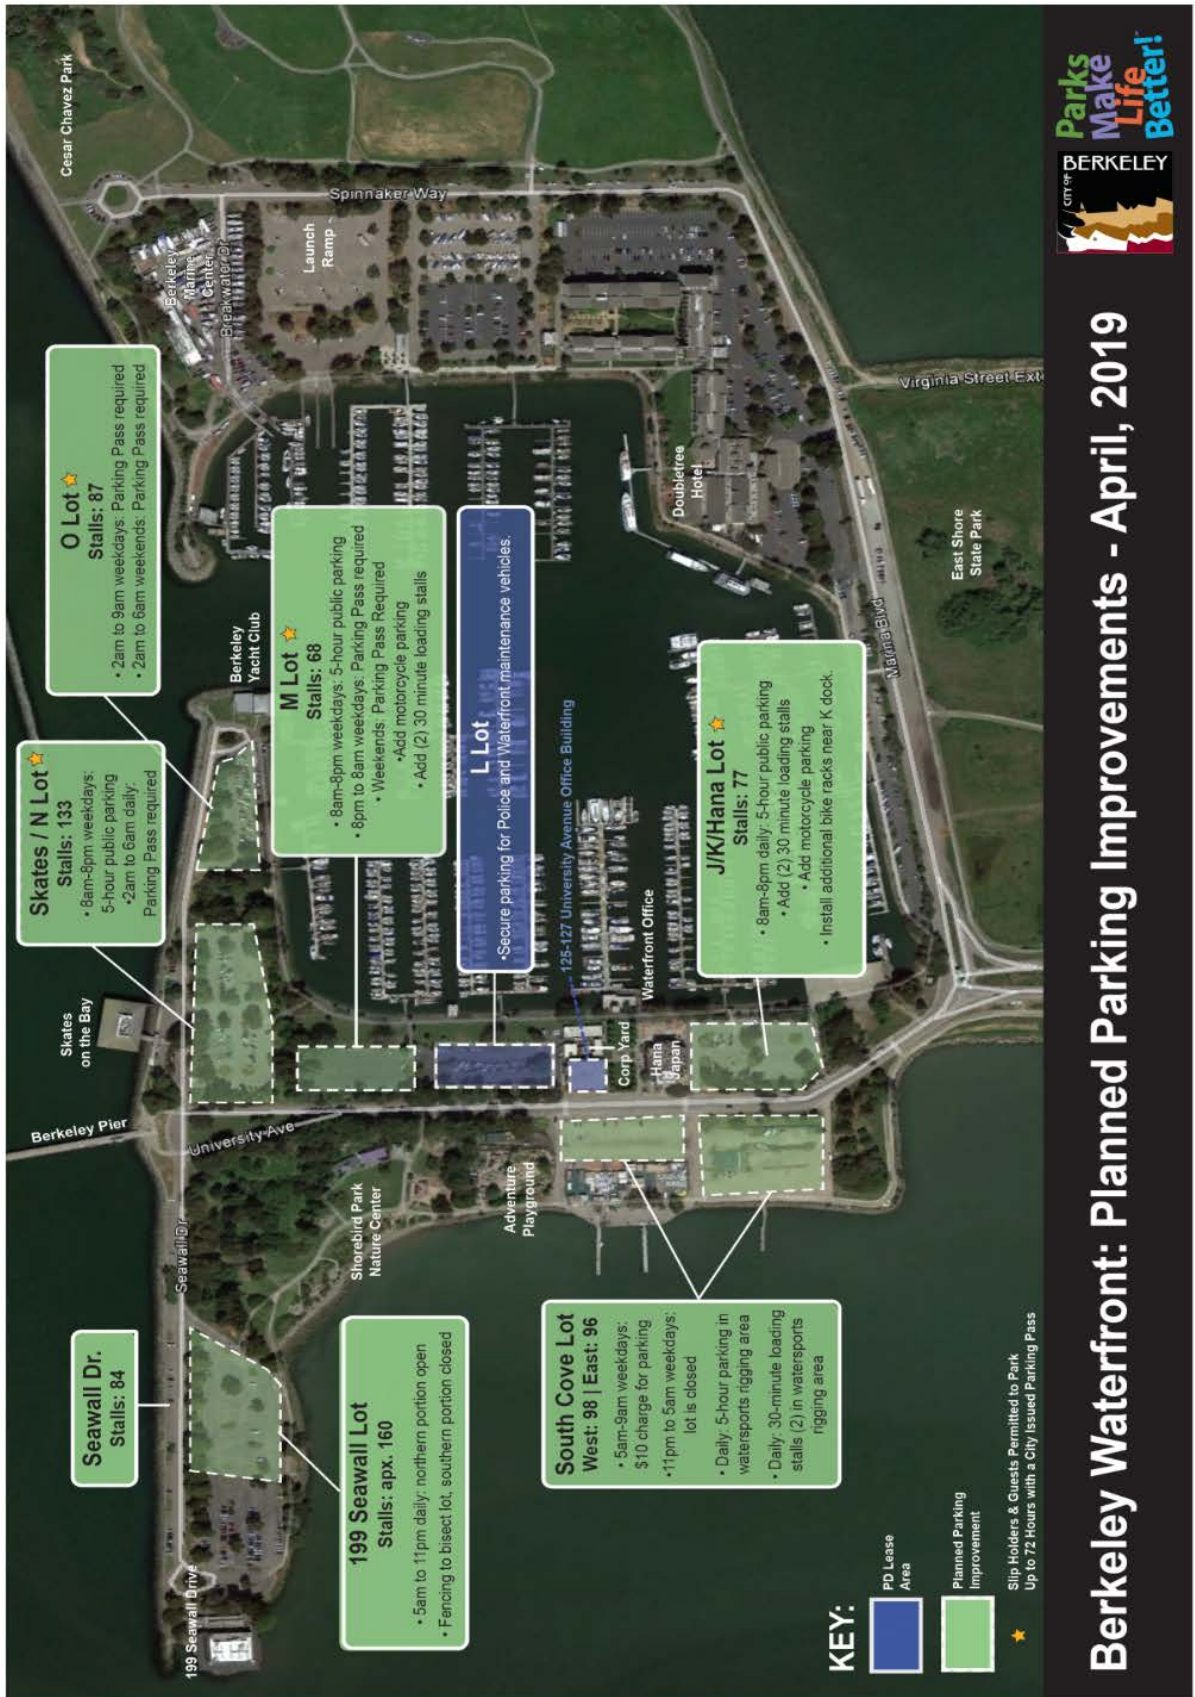 Cesar Chavez Park
Spinnaker Way
Berkeley
Marine
Center
Breakwater Dr
Launch
Ramp
O Lot
Stalls: 87
• 2am to 9am weekdays: Parking Pass required
• 2am to 6am weekends: Parking Pass required
Skates / N Lot
Stalls: 133
• 8am-8pm weekdays:
5-hour public parking
•2am to 6am daily:
Parking Pass required
Berkeley
Yacht Club
M Lot
Stalls: 68
• 8am-8pm weekdays: 5-hour public parking
• 8pm to 8am weekdays: Parking Pass required
• Weekends: Parking Pass Required
•Add motorcycle parking
• Add (2) 30 minute loading stalls
L Lot
•Secure parking for Police and Waterfront maintenance vehicles.
125-127 University Avenue Office Building
Doubletree
Hotel
Virginia Street Ext
East Shore
State Park
Marina Blvd
J/K/Hana Lot
Stalls: 77
• 8am-8pm daily: 5-hour public parking
• Add (2) 30 minute loading stalls
• Add motorcycle parking
• Install additional bike racks near K dock.
Waterfront Office
Corp Yard
Hana
Japan
Skates
on the Bay
Berkeley Pier
University Ave
Seawall Dr
Shorebird Park
Nature Center
Adventure
Playground
Seawall Dr.
Stalls: 84
199 Seawall Lot
Stalls: apx. 160
• 5am to 11pm daily: northern portion open
• Fencing to bisect lot, southern portion closed
South Cove Lot
West: 98 | East: 96
• 5am-9am weekdays:
$10 charge for parking
•11pm to 5am weekdays:
lot is closed
• Daily: 5-hour parking in
watersports rigging area
• Daily: 30-minute loading
stalls (2) in watersports
rigging area
199 Seawall Drive
KEY:
PD Lease
Area
Planned Parking
Improvement
Slip Holders & Guests Permitted to Park
Up to 72 Hours with a City Issued Parking Pass
Berkeley Waterfront: Planned Parking Improvements - April, 2019
CITY OF
BERKELEY
Parks
Make
Life
Better!